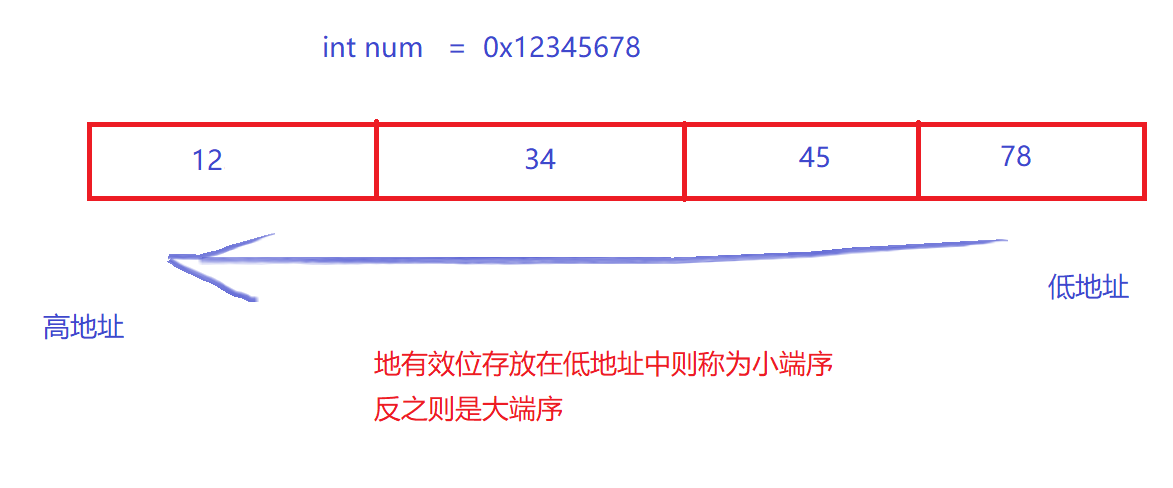 int num = 0x12345678
12 34 45 78
低地址
高地址
地有效位存放在低地址中则称为小端序
反之则是大端序